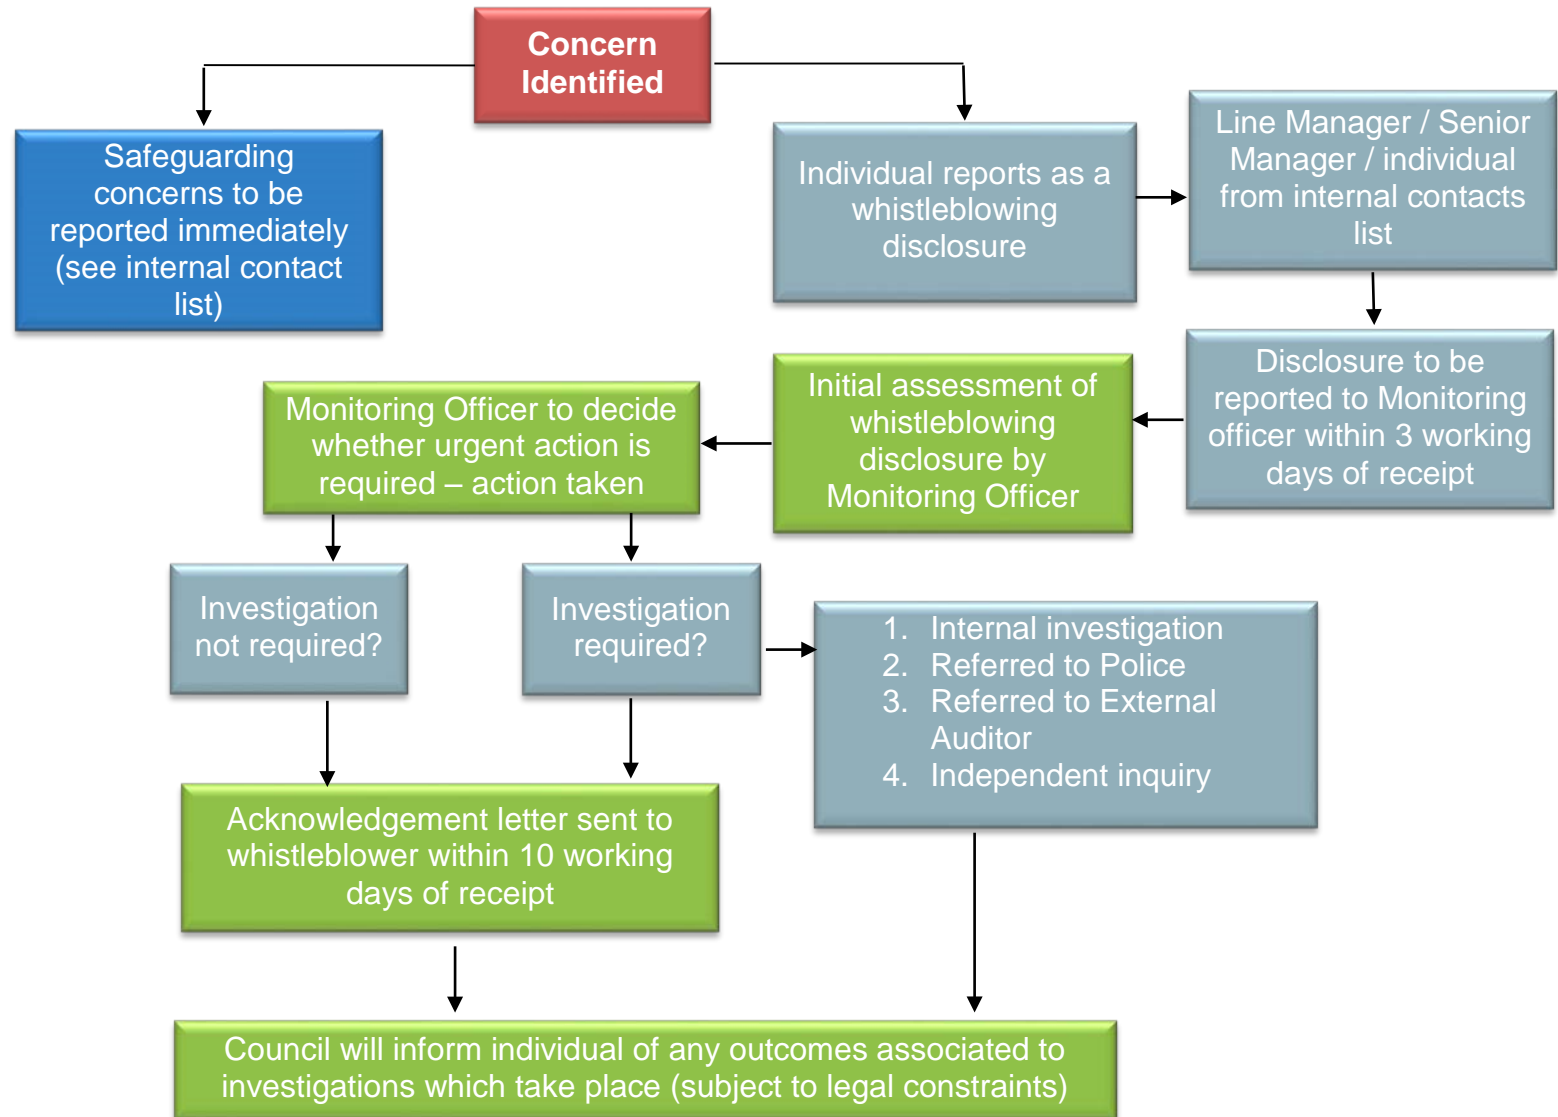 Concern
Identified
Safeguarding
concerns to be
reported immediately
(see internal contact
list)
Individual reports as a
whistleblowing
disclosure
Line Manager / Senior
Manager / individual
from internal contacts
list
Disclosure to be
reported to Monitoring
officer within 3 working
days of receipt
Initial assessment of
whistleblowing
disclosure by
Monitoring Officer
Monitoring Officer to decide
whether urgent action is
required – action taken
Investigation
not required?
Investigation
required?
1. Internal investigation
2. Referred to Police
3. Referred to External
Auditor
4. Independent inquiry
Acknowledgement letter sent to
whistleblower within 10 working
days of receipt
Council will inform individual of any outcomes associated to
investigations which take place (subject to legal constraints)